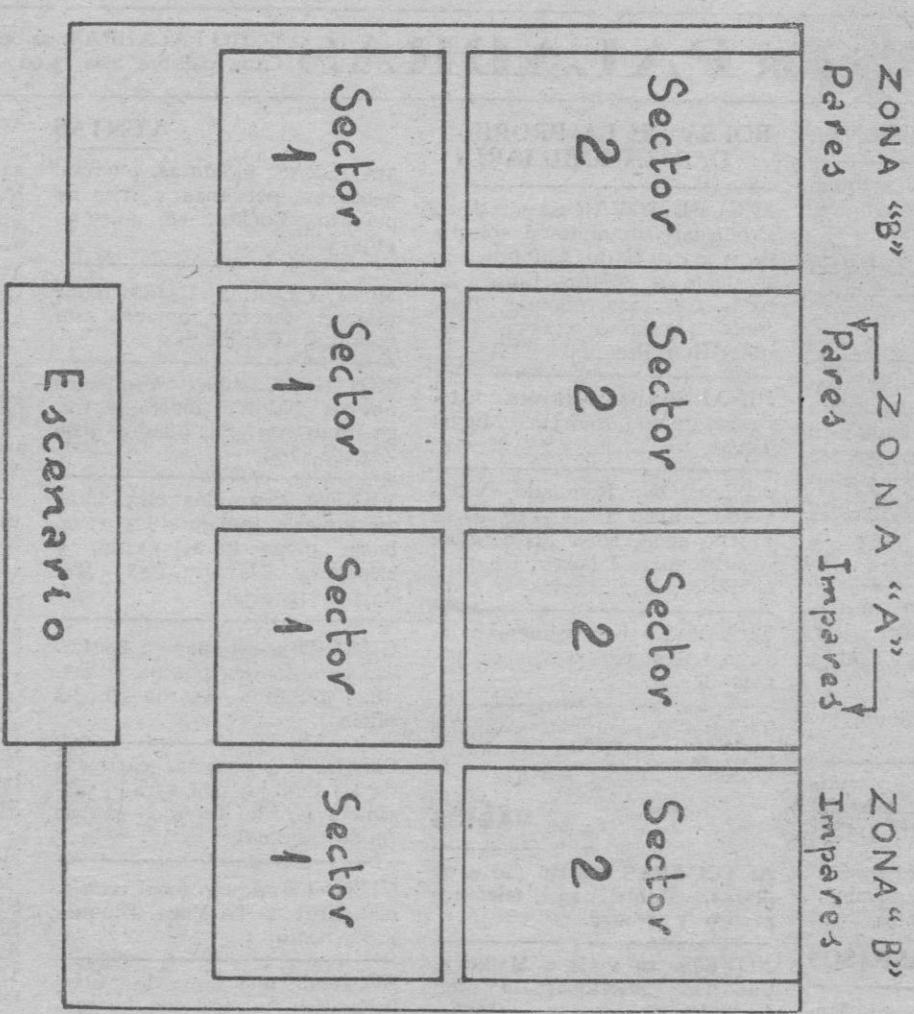 ZONA "B" ZONA "A" ZONA "B"
Pares Pares Impares Impares
Sector Sector Sector Sector
2 2 2 2
Sector Sector Sector Sector
1 1 1 1
Escenario